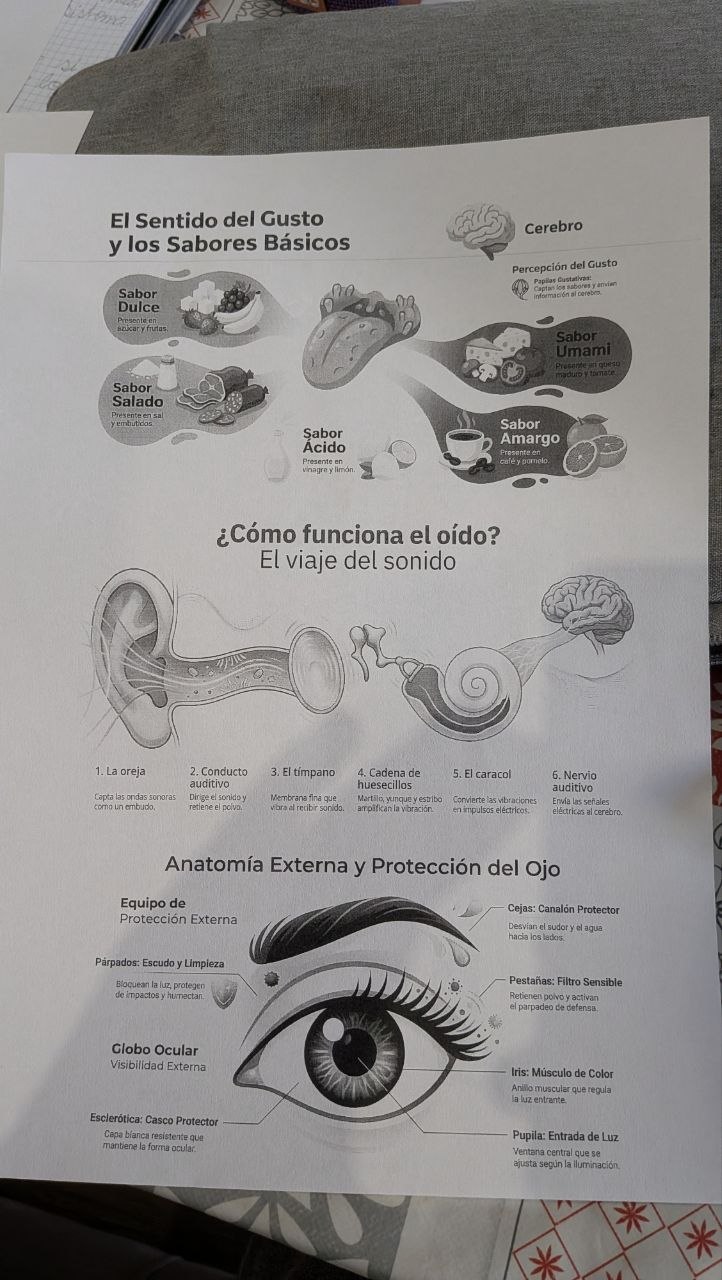 El Sentido del Gusto
y los Sabores Básicos
Cerebro
Percepción del Gusto
Papilas Gustativas:
Captan los sabores y envían
información al cerebro.
Sabor
Dulce
Presente en
azúcar y frutas.
Sabor
Umami
Presente en queso
maduro y tomate.
Sabor
Salado
Presente en sal
y embutidos.
Sabor
Ácido
Presente en
vinagre y limón.
Sabor
Amargo
Presente en
café y pomelo.
¿Cómo funciona el oído?
El viaje del sonido
1. La oreja
Capta las ondas sonoras
como un embudo.
2. Conducto
auditivo
Dirige el sonido y
retiene el polvo.
3. El tímpano
Membrana fina que
vibra al recibir sonido.
4. Cadena de
huesecillos
Martillo, yunque y estribo
amplifican la vibración.
5. El caracol
Convierte las vibraciones
en impulsos eléctricos.
6. Nervio
auditivo
Envía las señales
eléctricas al cerebro.
Anatomía Externa y Protección del Ojo
Equipo de
Protección Externa
Cejas: Canalón Protector
Desvían el sudor y el agua
hacia los lados.
Párpados: Escudo y Limpieza
Bloquean la luz, protegen
de impactos y humectan.
Pestañas: Filtro Sensible
Retienen polvo y activan
el parpadeo de defensa.
Globo Ocular
Visibilidad Externa
Iris: Músculo de Color
Anillo muscular que regula
la luz entrante.
Esclerótica: Casco Protector
Capa blanca resistente que
mantiene la forma ocular.
Pupila: Entrada de Luz
Ventana central que se
ajusta según la iluminación.